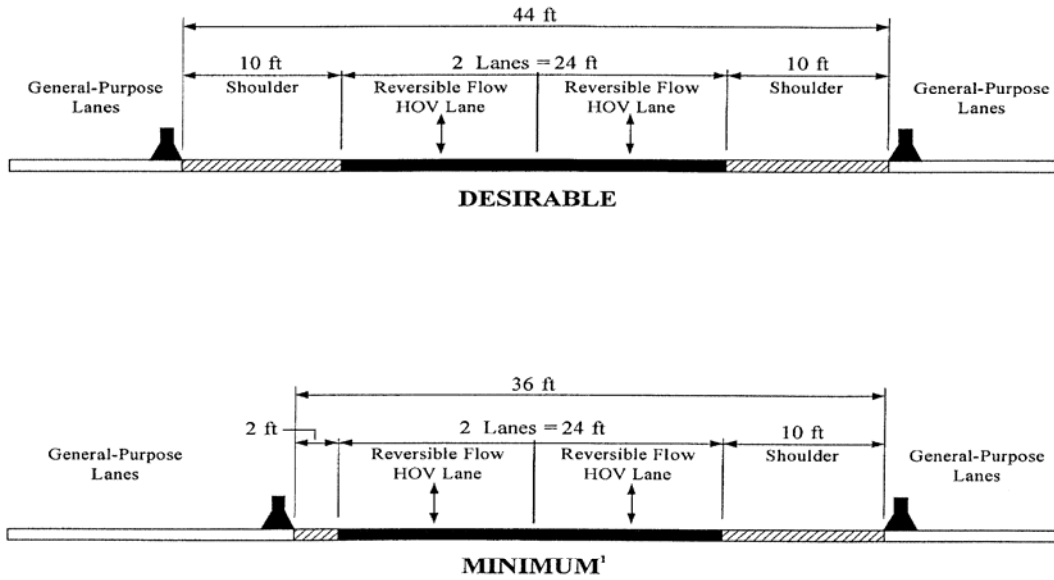 44 ft
10 ft
2 Lanes = 24 ft
10 ft
General-Purpose
Lanes
Shoulder
Reversible Flow
HOV Lane
Reversible Flow
HOV Lane
Shoulder
General-Purpose
Lanes
DESIRABLE
36 ft
2 ft
2 Lanes = 24 ft
10 ft
General-Purpose
Lanes
Reversible Flow
HOV Lane
Reversible Flow
HOV Lane
Shoulder
General-Purpose
Lanes
MINIMUM¹